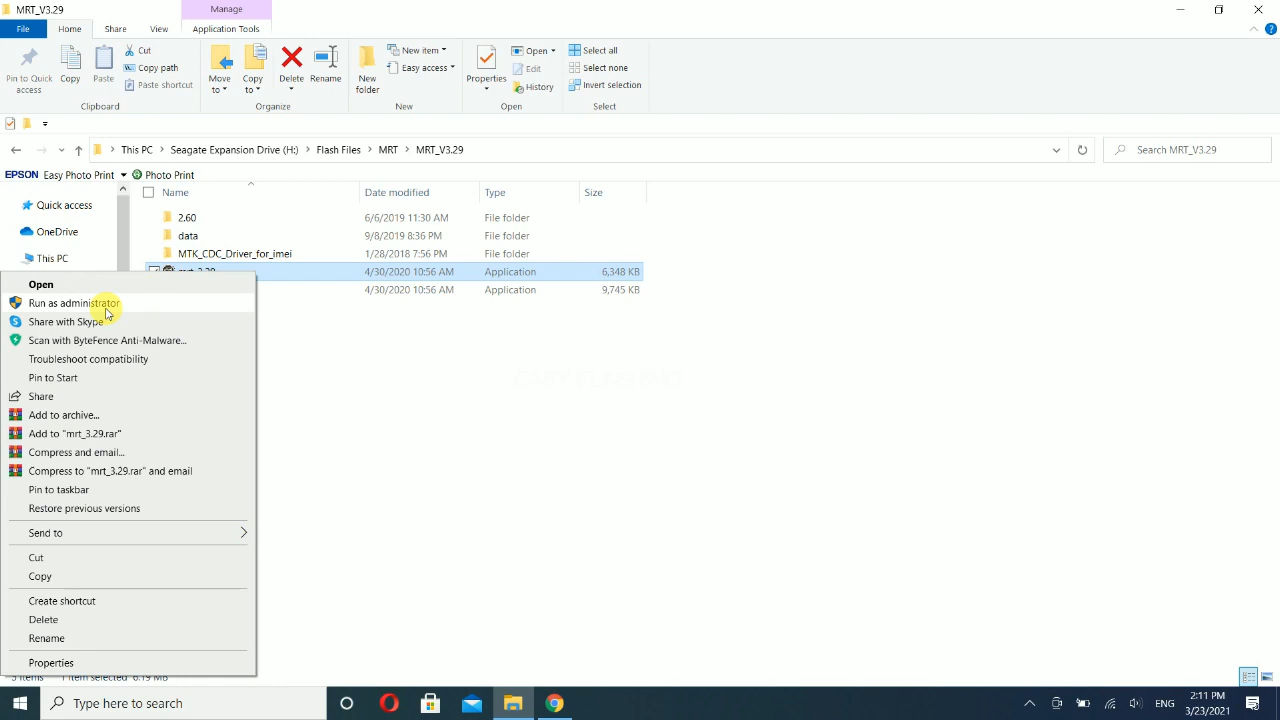 MRT_V3.29
Manage
File
Home
Share
View
Application Tools
Pin to Quick access
Copy
Paste
Cut
Copy path
Paste shortcut
Clipboard
Move to
Copy to
Delete
Rename
Organize
New folder
New item
Easy access
New
Properties
Open
Edit
History
Open
Select all
Select none
Invert selection
Select
This PC
Seagate Expansion Drive (H:)
Flash Files
MRT
MRT_V3.29
Search MRT_V3.29
EPSON
Easy Photo Print
Photo Print
Name
Date modified
Type
Size
Quick access
OneDrive
This PC
2.60
6/6/2019 11:30 AM
File folder
data
9/8/2019 8:36 PM
File folder
MTK_CDC_Driver_for_imei
1/28/2018 7:56 PM
File folder
4/30/2020 10:56 AM
Application
6,348 KB
4/30/2020 10:56 AM
Application
9,745 KB
Open
Run as administrator
Share with Skype
Scan with ByteFence Anti-Malware...
Troubleshoot compatibility
Pin to Start
Share
Add to archive...
Add to "mrt_3.29.rar"
Compress and email...
Compress to "mrt_3.29.rar" and email
Pin to taskbar
Restore previous versions
Send to
Cut
Copy
Create shortcut
Delete
Rename
Properties
5 items
1 item selected 6.19 MB
Type here to search
ENG
2:11 PM
3/23/2021